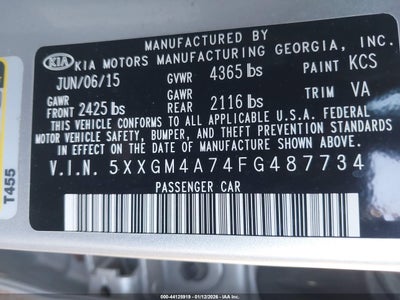 MANUFACTURED BY
KIA KIA MOTORS MANUFACTURING GEORGIA, INC.
JUN/06/15 GVWR 4365 lbs PAINT KCS
GAWR FRONT 2425 lbs GAWR REAR 2116 lbs TRIM VA
THIS VEHICLE CONFORMS TO ALL APPLICABLE U.S. FEDERAL
MOTOR VEHICLE SAFETY, BUMPER, AND THEFT PREVENTION STANDARDS
IN EFFECT ON THE DATE OF MANUFACTURE SHOWN ABOVE.
V.I.N. 5XXGM4A74FG487734
PASSENGER CAR
T455
000-44129919 - 01/12/2026 - IAA Inc.